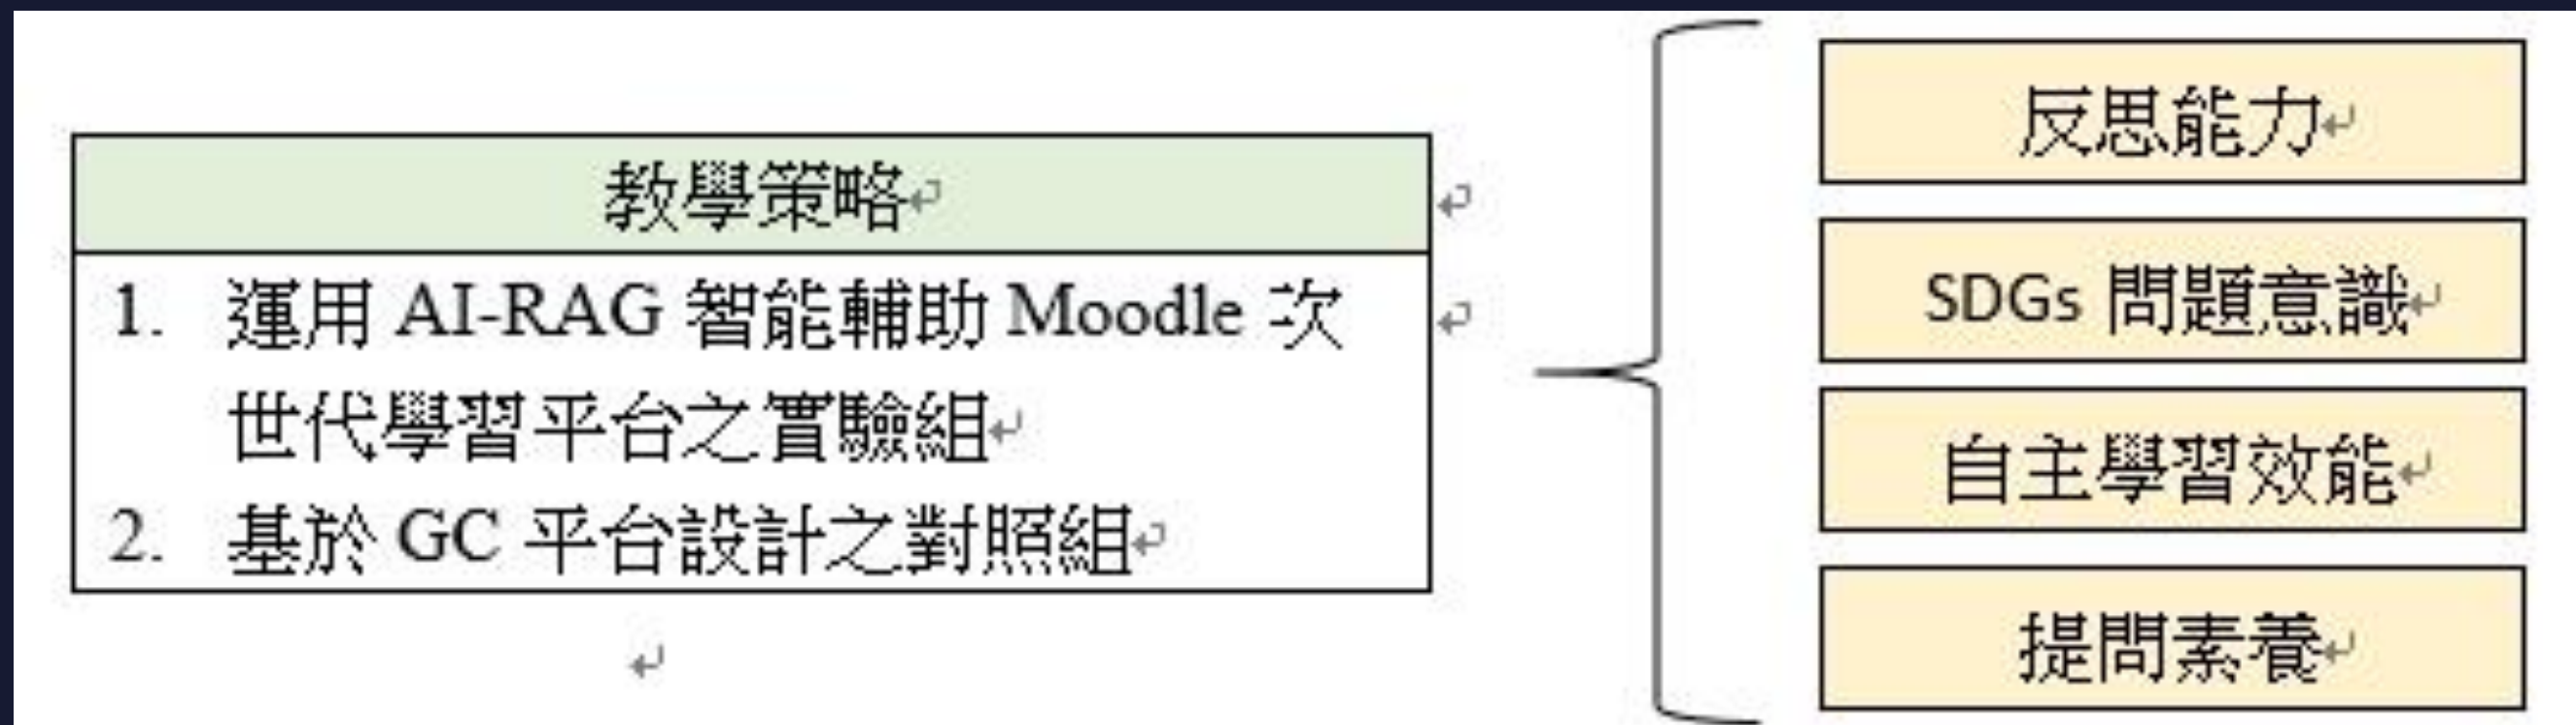 教學策略
1. 運用 AI-RAG 智能輔助 Moodle 次
世代學習平台之實驗組
2. 基於 GC 平台設計之對照組
反思能力
SDGs 問題意識
自主學習效能
提問素養